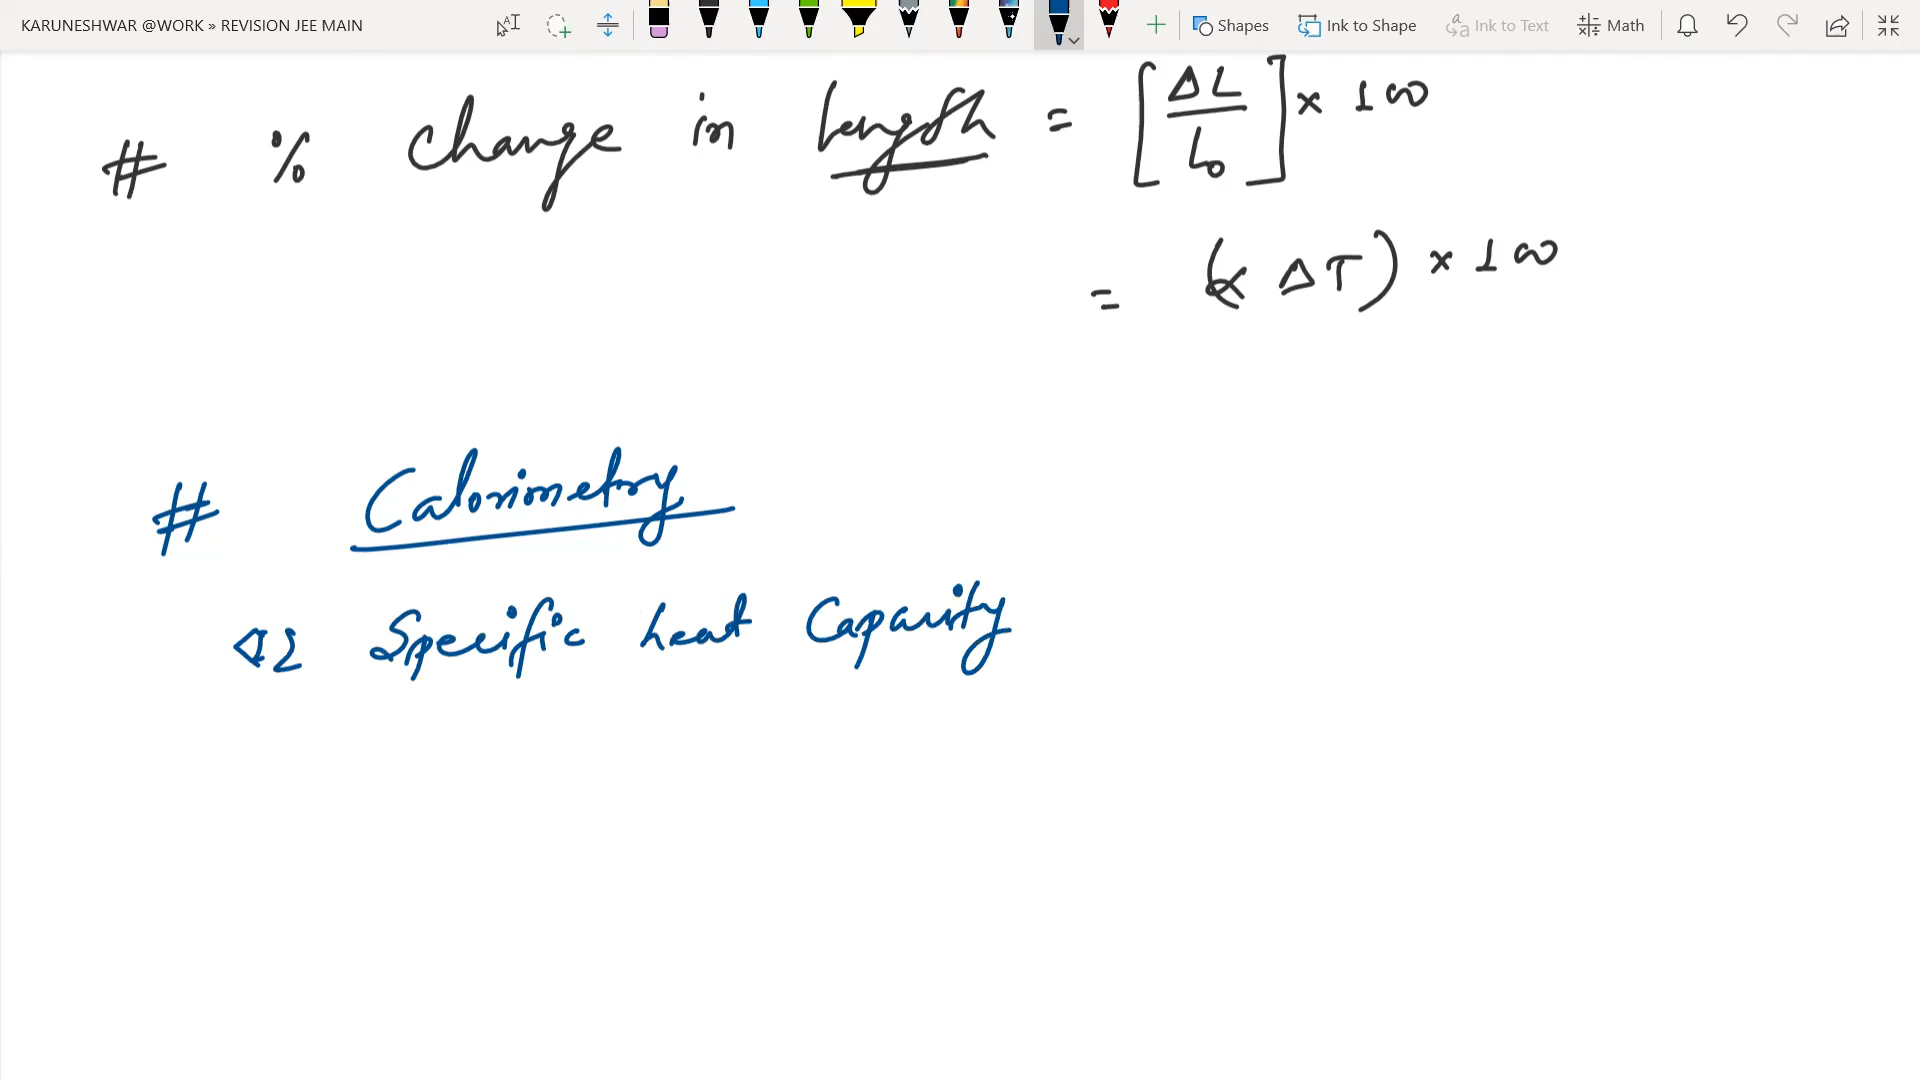 KARUNESHWAR @WORK » REVISION JEE MAIN Shapes Ink to Shape Ink to Text Math
# % change in length = [ΔL/L₀] × 100
= (α ΔT) × 100
# Calorimetry
Specific heat Capacity